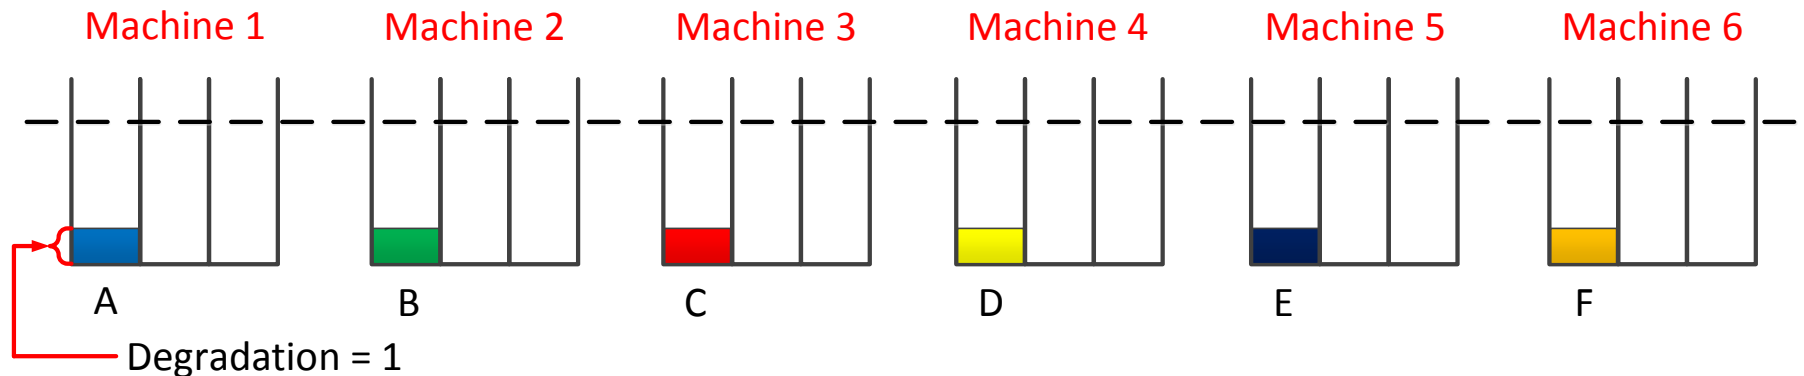 Machine 1 Machine 2 Machine 3 Machine 4 Machine 5 Machine 6
A B C D E F
Degradation = 1